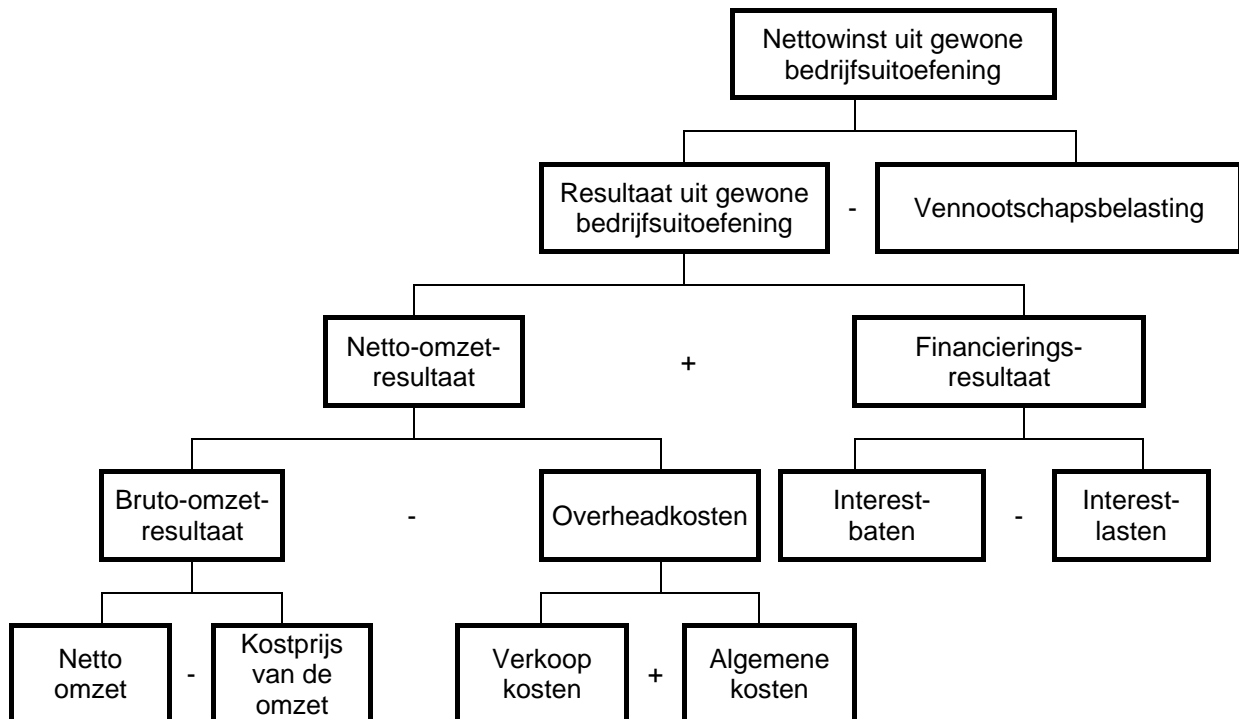 Nettowinst uit gewone
bedrijfsuitoefening
Resultaat uit gewone
bedrijfsuitoefening
-
Vennootschapsbelasting
Netto-omzet-
resultaat
+
Financierings-
resultaat
Bruto-omzet-
resultaat
-
Overheadkosten
Interest-
baten
-
Interest-
lasten
Netto
omzet
-
Kostprijs
van de
omzet
Verkoop
kosten
+
Algemene
kosten